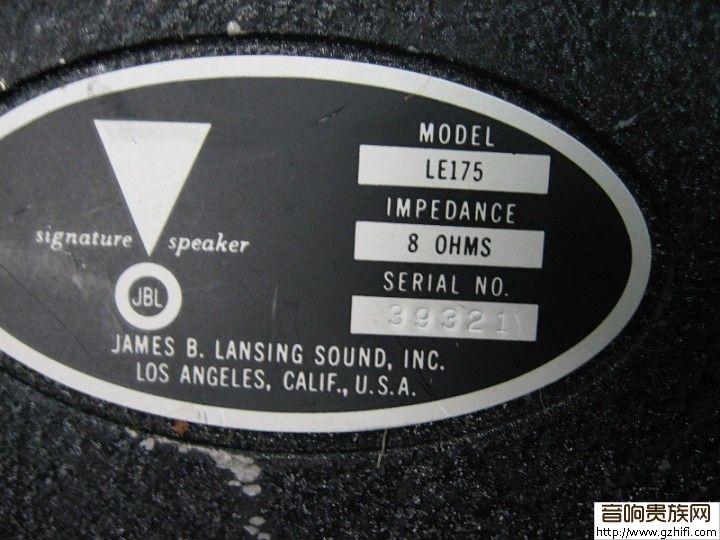 MODEL
LE175
IMPEDANCE
8 OHMS
SERIAL NO.
39321
signature speaker
JBL
JAMES B. LANSING SOUND, INC.
LOS ANGELES, CALIF., U.S.A.
音响贵族网
http://www.gzhifi.com